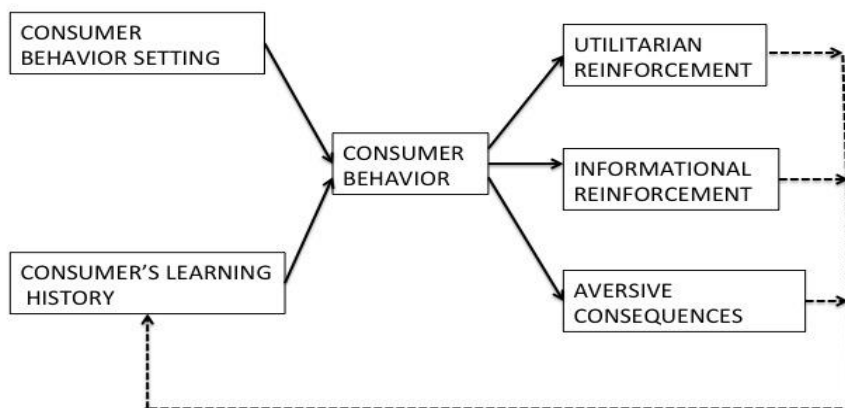 CONSUMER
BEHAVIOR SETTING
CONSUMER'S LEARNING
HISTORY
CONSUMER
BEHAVIOR
UTILITARIAN
REINFORCEMENT
INFORMATIONAL
REINFORCEMENT
AVERSIVE
CONSEQUENCES